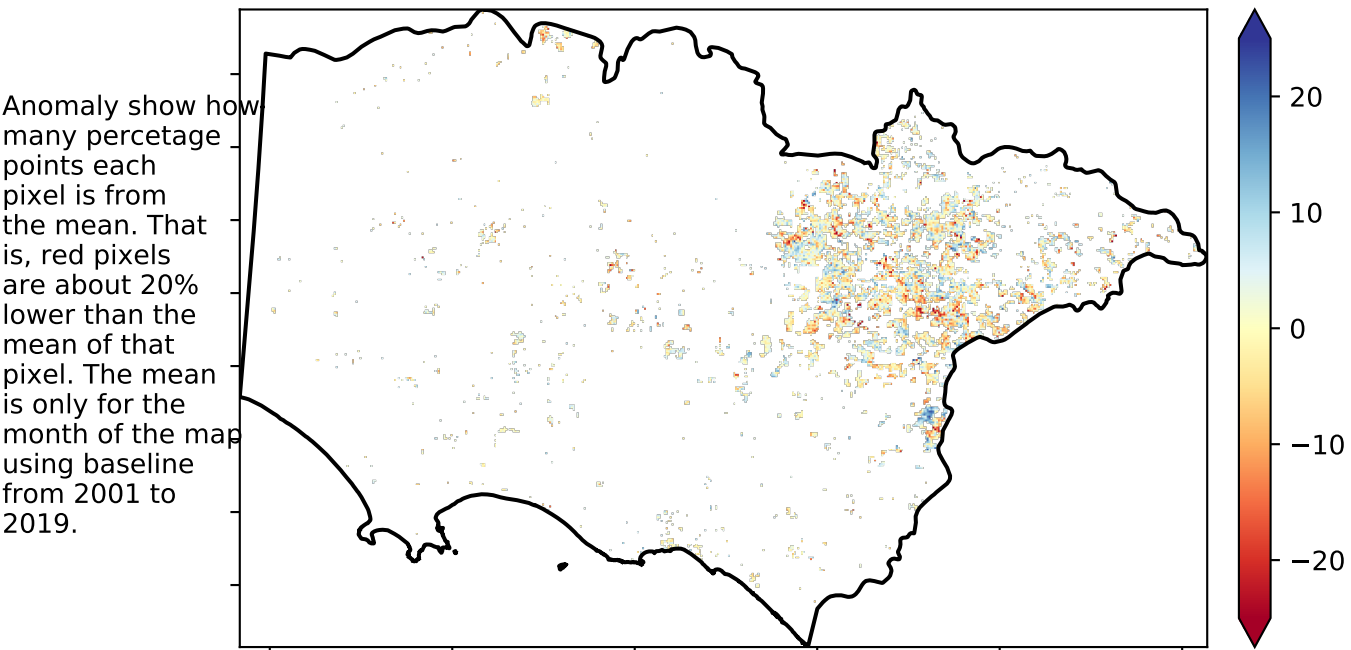 Anomaly show how
many percetage
points each
pixel is from
the mean. That
is, red pixels
are about 20%
lower than the
mean of that
pixel. The mean
is only for the
month of the map
using baseline
from 2001 to
2019.
20
10
0
−10
−20